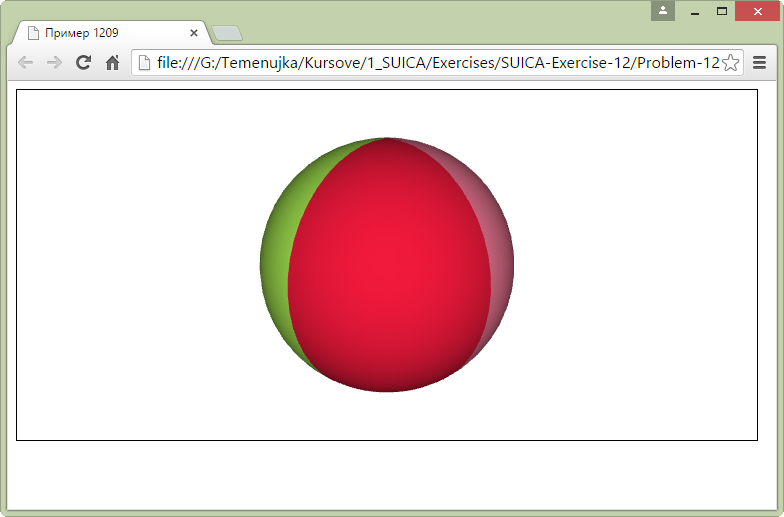 Пример 1209
file:///G:/Temenujka/Kursove/1_SUICA/Exercises/SUICA-Exercise-12/Problem-12